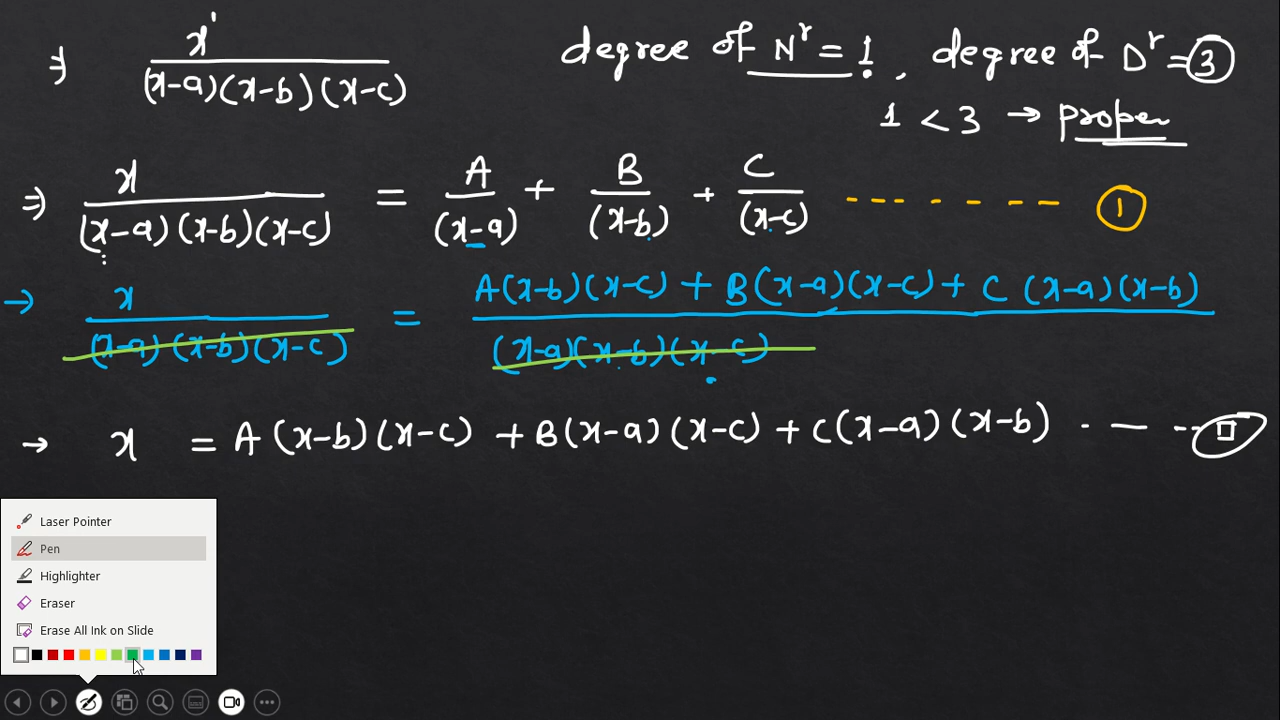 ⇒ x¹/((x-a)(x-b)(x-c)) degree of Nʳ = 1, degree of Dʳ = 3
1 < 3 → proper
⇒ x/((x-a)(x-b)(x-c)) = A/(x-a) + B/(x-b) + C/(x-c) -------- ①
→ x/((x-a)(x-b)(x-c)) = (A(x-b)(x-c) + B(x-a)(x-c) + C(x-a)(x-b))/((x-a)(x-b)(x-c))
→ x = A(x-b)(x-c) + B(x-a)(x-c) + C(x-a)(x-b) - — -- □
Laser Pointer
Pen
Highlighter
Eraser
Erase All Ink on Slide